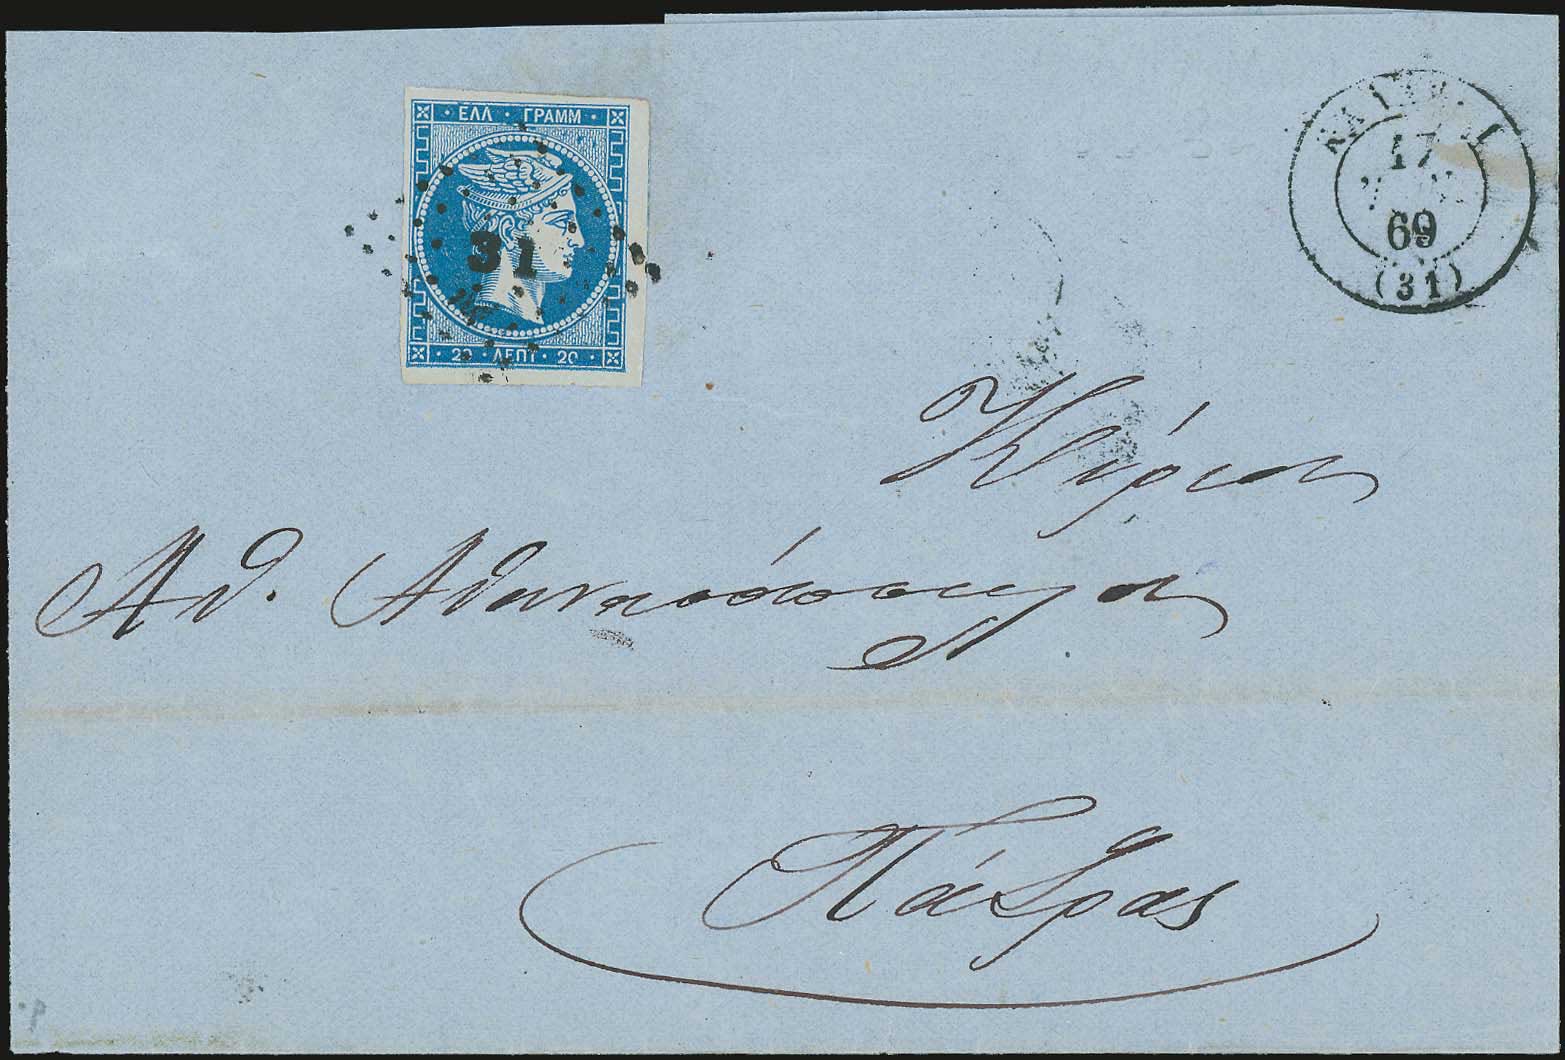 ΕΛΛ ΓΡΑΜΜ
31
20 ΛΕΠΤ 20
17
69
(31)
Κύριον
Αθ. Αθανασόπουλον
Πάτρας